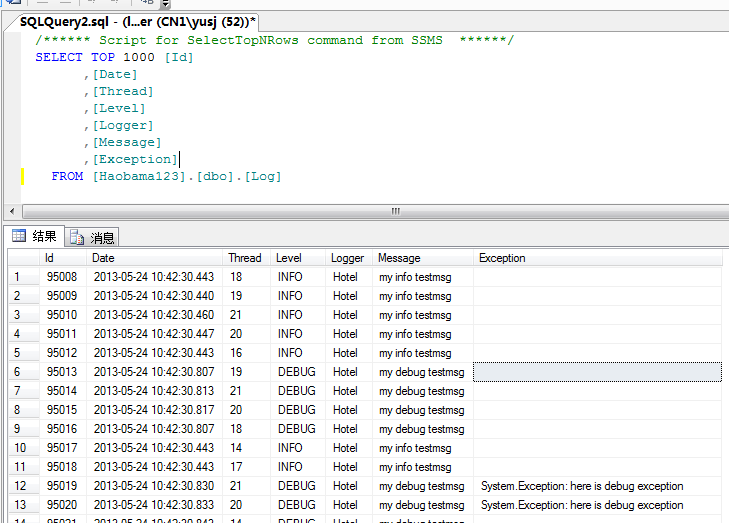 SQLQuery2.sql - (l...er (CN1\yusj (52))*
/****** Script for SelectTopNRows command from SSMS  ******/
SELECT TOP 1000 [Id]
,[Date]
,[Thread]
,[Level]
,[Logger]
,[Message]
,[Exception]
FROM [Haobama123].[dbo].[Log]
结果 消息
Id Date Thread Level Logger Message Exception
1 95008 2013-05-24 10:42:30.443 18 INFO Hotel my info testmsg
2 95009 2013-05-24 10:42:30.440 19 INFO Hotel my info testmsg
3 95010 2013-05-24 10:42:30.460 21 INFO Hotel my info testmsg
4 95011 2013-05-24 10:42:30.447 20 INFO Hotel my info testmsg
5 95012 2013-05-24 10:42:30.443 16 INFO Hotel my info testmsg
6 95013 2013-05-24 10:42:30.807 19 DEBUG Hotel my debug testmsg
7 95014 2013-05-24 10:42:30.813 21 DEBUG Hotel my debug testmsg
8 95015 2013-05-24 10:42:30.817 20 DEBUG Hotel my debug testmsg
9 95016 2013-05-24 10:42:30.807 18 DEBUG Hotel my debug testmsg
10 95017 2013-05-24 10:42:30.443 14 INFO Hotel my info testmsg
11 95018 2013-05-24 10:42:30.443 17 INFO Hotel my info testmsg
12 95019 2013-05-24 10:42:30.830 21 DEBUG Hotel my debug testmsg System.Exception: here is debug exception
13 95020 2013-05-24 10:42:30.833 20 DEBUG Hotel my debug testmsg System.Exception: here is debug exception